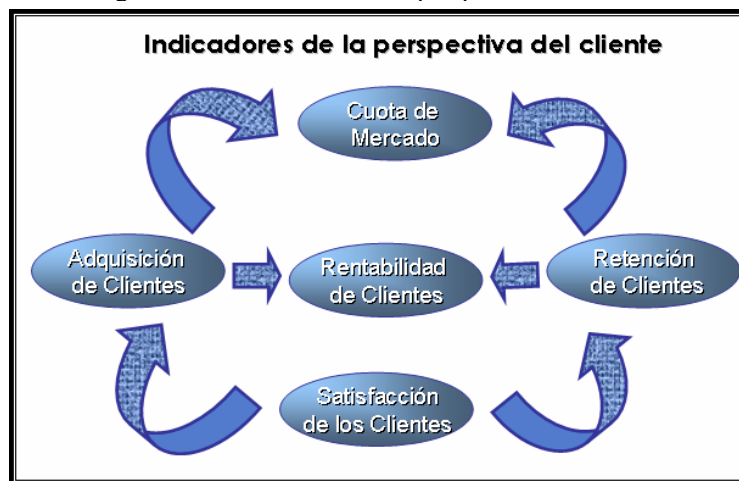 Indicadores de la perspectiva del cliente
Cuota de
Mercado
Adquisición
de Clientes
Rentabilidad
de Clientes
Retención
de Clientes
Satisfacción
de los Clientes